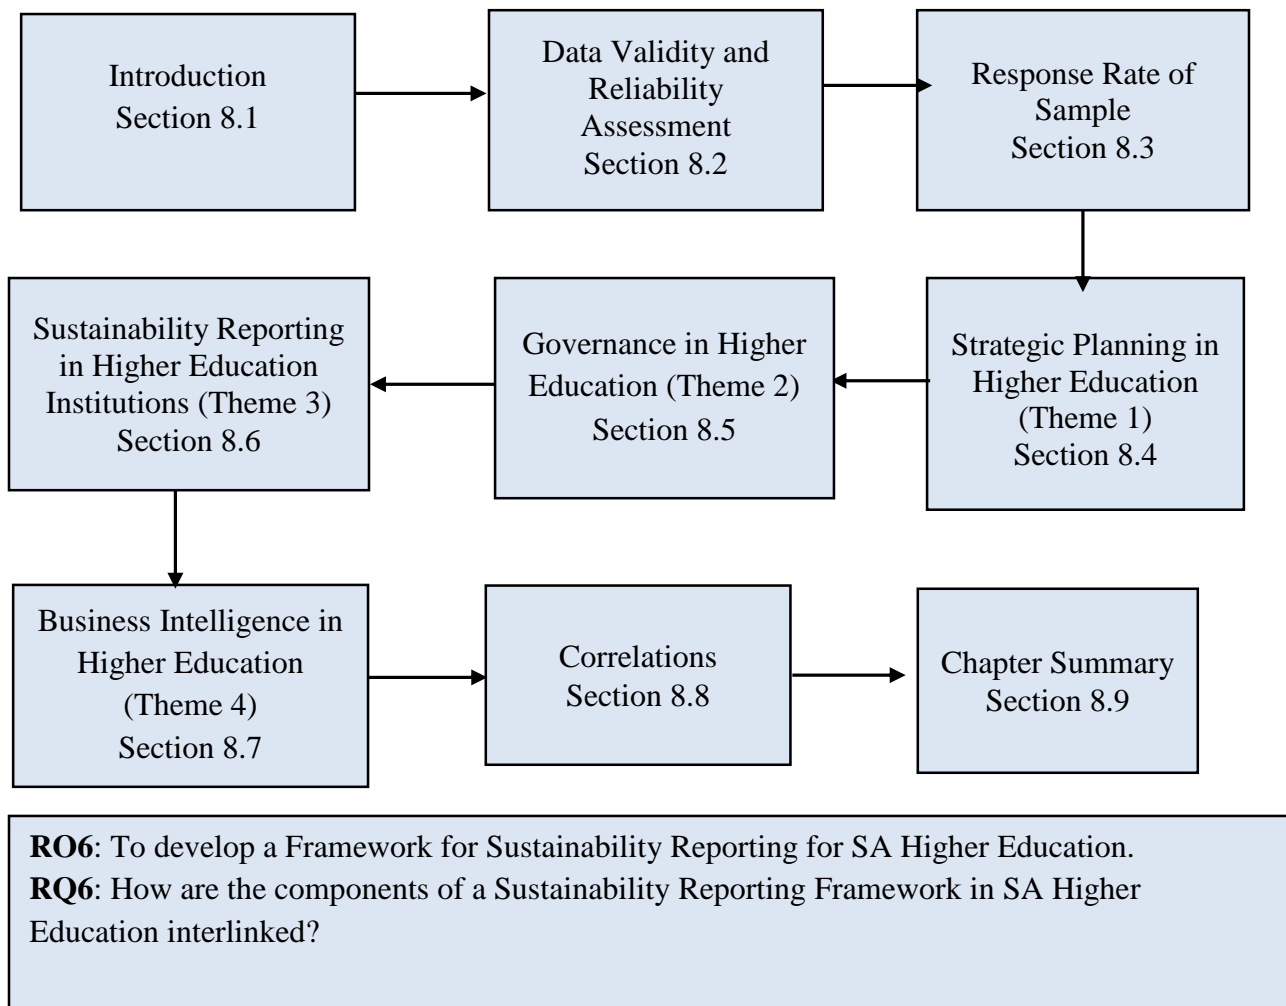 Introduction
Section 8.1
Data Validity and
Reliability
Assessment
Section 8.2
Response Rate of
Sample
Section 8.3
Strategic Planning in
Higher Education
(Theme 1)
Section 8.4
Governance in Higher
Education (Theme 2)
Section 8.5
Sustainability Reporting
in Higher Education
Institutions (Theme 3)
Section 8.6
Business Intelligence in
Higher Education
(Theme 4)
Section 8.7
Correlations
Section 8.8
Chapter Summary
Section 8.9
RO6: To develop a Framework for Sustainability Reporting for SA Higher Education.
RQ6: How are the components of a Sustainability Reporting Framework in SA Higher
Education interlinked?